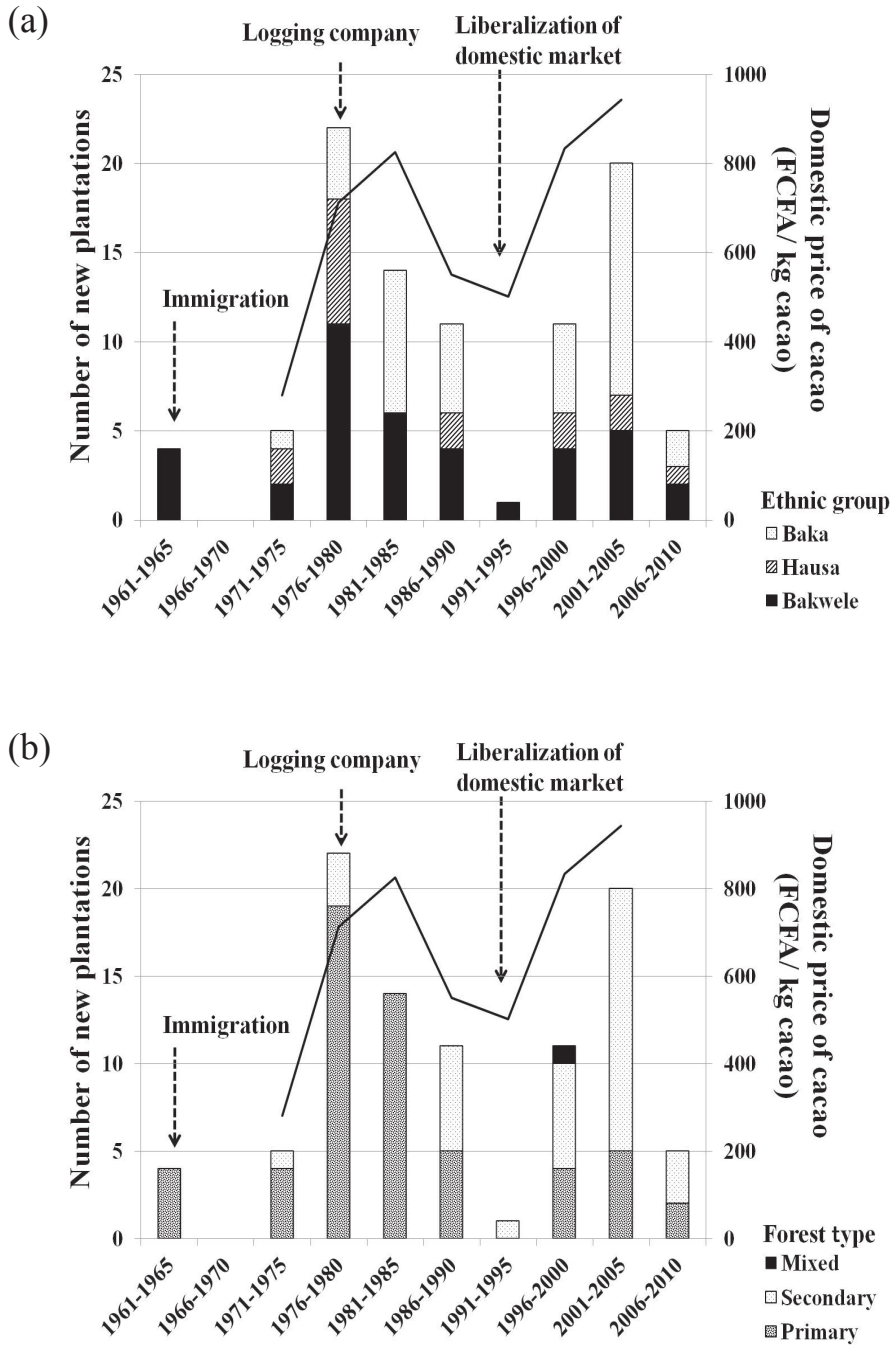 (a)
Logging company
Liberalization of
domestic market
Immigration
Number of new plantations
25
20
15
10
5
0
1000
800
600
400
200
0
Domestic price of cacao
(FCFA/ kg cacao)
1961-1965
1966-1970
1971-1975
1976-1980
1981-1985
1986-1990
1991-1995
1996-2000
2001-2005
2006-2010
Ethnic group
Baka
Hausa
Bakwele
(b)
Logging company
Liberalization of
domestic market
Immigration
Number of new plantations
25
20
15
10
5
0
1000
800
600
400
200
0
Domestic price of cacao
(FCFA/ kg cacao)
1961-1965
1966-1970
1971-1975
1976-1980
1981-1985
1986-1990
1991-1995
1996-2000
2001-2005
2006-2010
Forest type
Mixed
Secondary
Primary